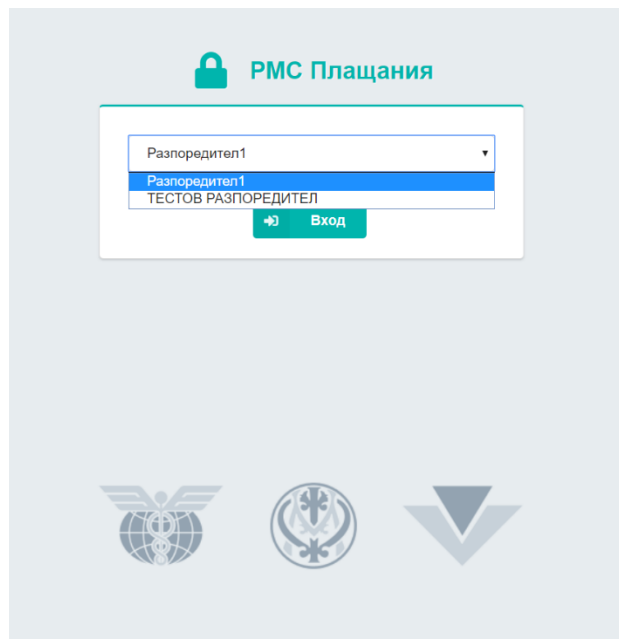 РМС Плащания
Разпоредител1
Разпоредител1
ТЕСТОВ РАЗПОРЕДИТЕЛ
Вход